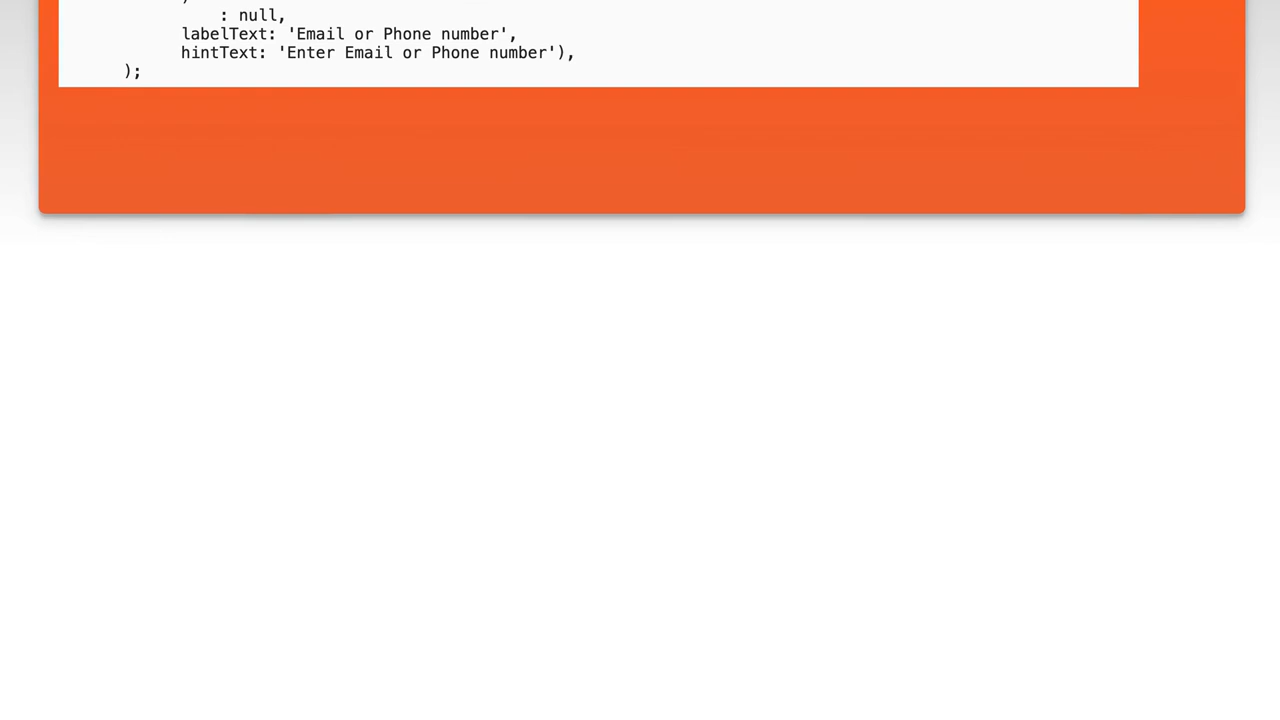 : null,
labelText: 'Email or Phone number',
hintText: 'Enter Email or Phone number'),
);